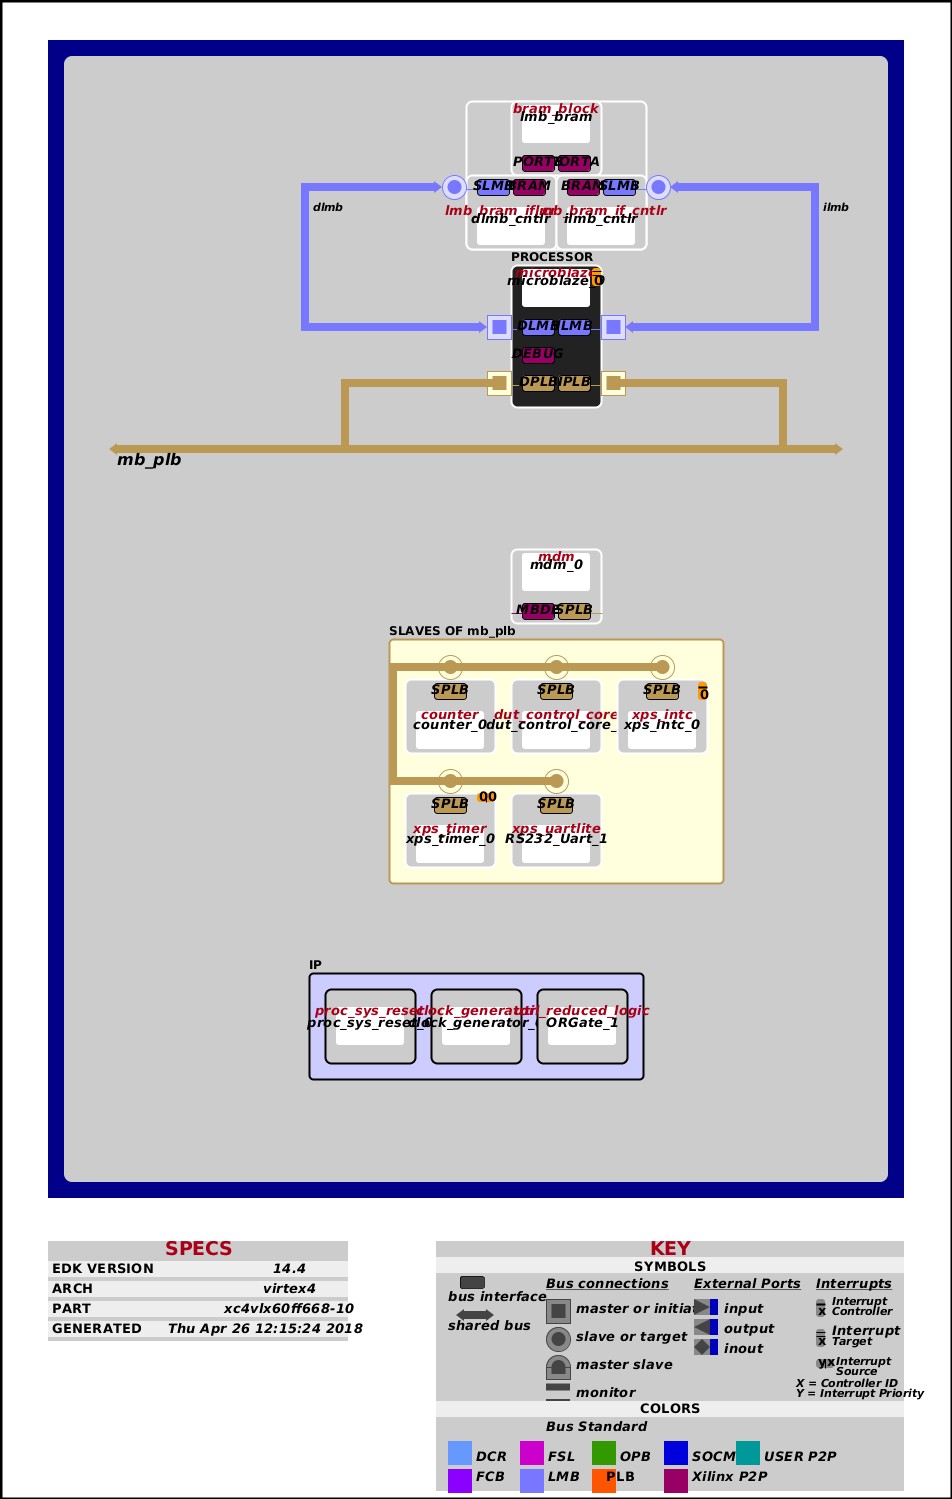 bram_block
lmb_bram
PORTB PORTA
SLMB BRAM BRAM SLMB
dlmb
ilmb
lmb_bram_if_cntlr
dlmb_cntlr ilmb_cntlr
PROCESSOR
microblaze
microblaze_0
DLMB ILMB
DEBUG
DPLB IPLB
mb_plb
mdm
mdm_0
SPLB
SLAVES OF mb_plb
SPLB SPLB SPLB
0
counter dut_control_core xps_intc
counter_0 dut_control_core_ xps_intc_0
SPLB 00 SPLB
xps_timer xps_uartlite
xps_timer_0 RS232_Uart_1
IP
proc_sys_reset clock_generator util_reduced_logic
proc_sys_reset_0 clock_generator_ ORGate_1
SPECS
EDK VERSION 14.4
ARCH virtex4
PART xc4vlx60ff668-10
GENERATED Thu Apr 26 12:15:24 2018
KEY
SYMBOLS
bus interface
shared bus
Bus connections
master or initia
slave or target
master slave
monitor
External Ports
input
output
inout
Interrupts
x Interrupt
Controller
x Interrupt
Target
yx Interrupt
Source
X = Controller ID
Y = Interrupt Priority
COLORS
Bus Standard
DCR FSL OPB SOCM USER P2P
FCB LMB PLB Xilinx P2P